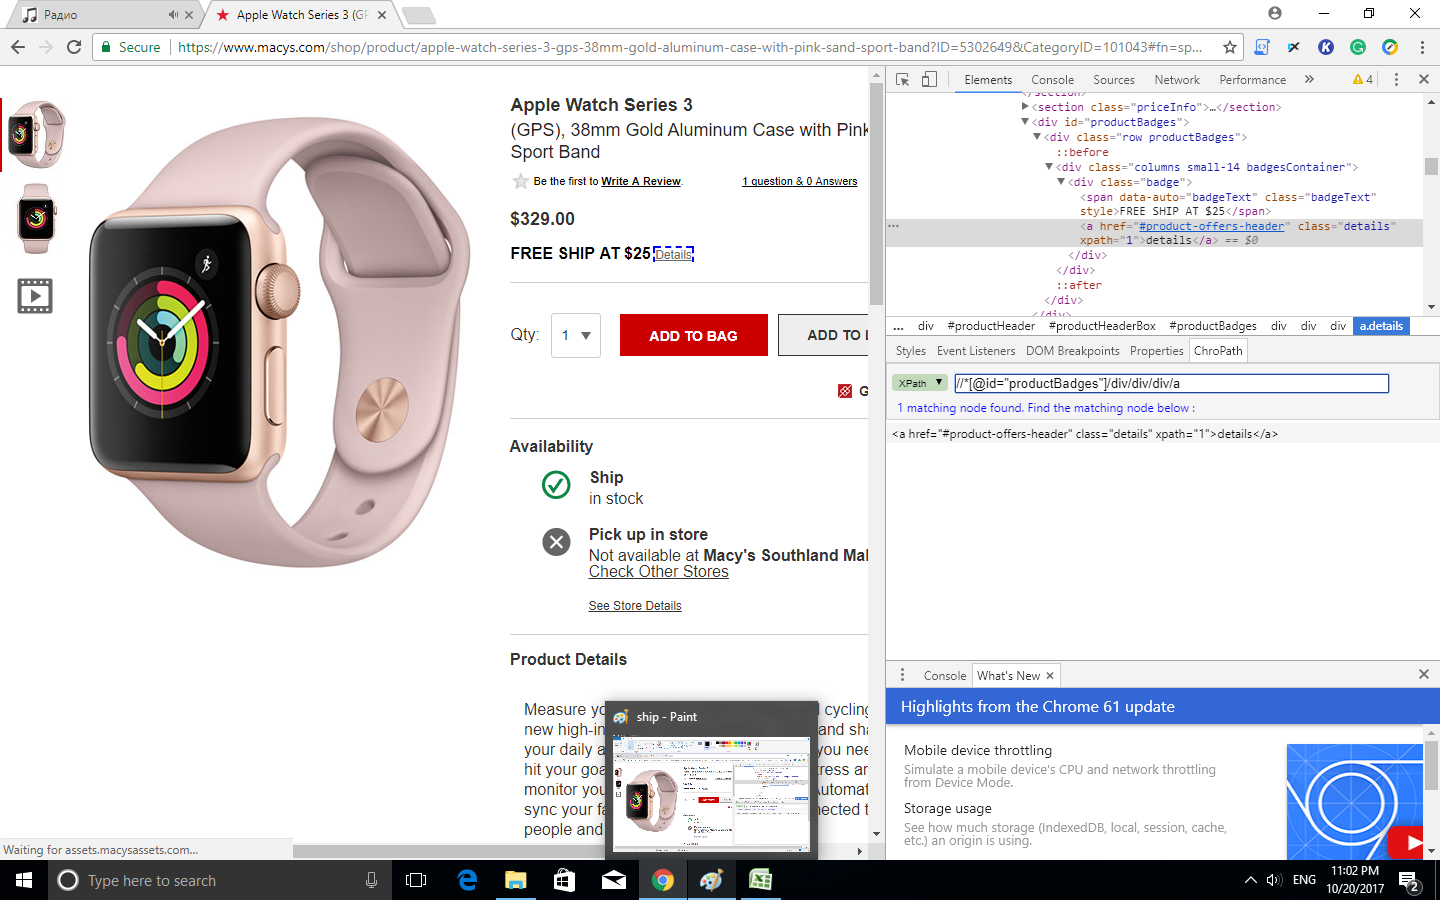 Радио
Apple Watch Series 3 (GP
Secure
https://www.macys.com/shop/product/apple-watch-series-3-gps-38mm-gold-aluminum-case-with-pink-sand-sport-band?ID=5302649&CategoryID=101043#fn=sp...
Apple Watch Series 3
(GPS), 38mm Gold Aluminum Case with Pink
Sport Band
Be the first to Write A Review.
1 question & 0 Answers
$329.00
FREE SHIP AT $25 Details
Qty:
1
ADD TO BAG
ADD TO L
G
Availability
Ship
in stock
Pick up in store
Not available at Macy's Southland Mal
Check Other Stores
See Store Details
Product Details
Measure yo
cycling
new high-in
and sha
your daily a
you nee
hit your goa
tress an
monitor you
Automat
sync your fa
nected t
people and
ship - Paint
Waiting for assets.macysassets.com...
Elements
Console
Sources
Network
Performance
»
4
</section>
<section class="priceInfo">…</section>
<div id="productBadges">
<div class="row productBadges">
::before
<div class="columns small-14 badgesContainer">
<div class="badge">
<span data-auto="badgeText" class="badgeText"
style>FREE SHIP AT $25</span>
<a href="#product-offers-header" class="details"
xpath="1">details</a> == $0
</div>
</div>
::after
</div>
</div>
...
div
#productHeader
#productHeaderBox
#productBadges
div
div
div
a.details
Styles
Event Listeners
DOM Breakpoints
Properties
ChroPath
XPath
//*[@id="productBadges"]/div/div/div/a
1 matching node found. Find the matching node below :
<a href="#product-offers-header" class="details" xpath="1">details</a>
Console
What's New
Highlights from the Chrome 61 update
Mobile device throttling
Simulate a mobile device's CPU and network throttling
from Device Mode.
Storage usage
See how much storage (IndexedDB, local, session, cache,
etc.) an origin is using.
Type here to search
ENG
11:02 PM
10/20/2017
2